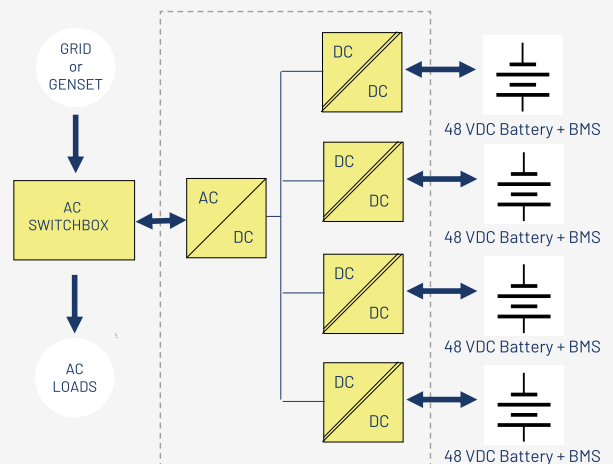 GRID
or
GENSET
AC
SWITCHBOX
AC
LOADS
AC
DC
DC
DC
48 VDC Battery + BMS
DC
DC
48 VDC Battery + BMS
DC
DC
48 VDC Battery + BMS
DC
DC
48 VDC Battery + BMS